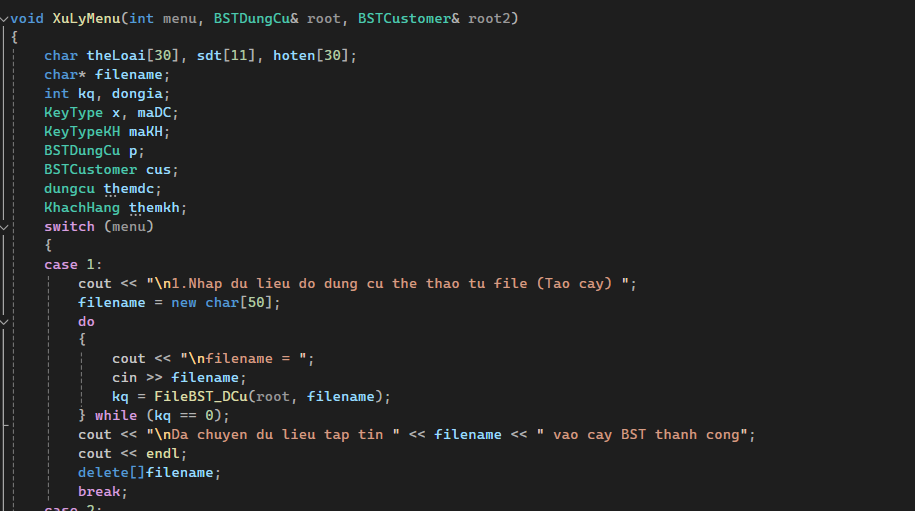 void XuLyMenu(int menu, BSTDungCu& root, BSTCustomer& root2)
{
    char theLoai[30], sdt[11], hoten[30];
    char* filename;
    int kq, dongia;
    KeyType x, maDC;
    KeyTypeKH maKH;
    BSTDungCu p;
    BSTCustomer cus;
    dungcu themdc;
    KhachHang themkh;
    switch (menu)
    {
    case 1:
        cout << "\n1.Nhap du lieu do dung cu the thao tu file (Tao cay) ";
        filename = new char[50];
        do
        {
            cout << "\nfilename = ";
            cin >> filename;
            kq = FileBST_DCu(root, filename);
        } while (kq == 0);
        cout << "\nDa chuyen du lieu tap tin " << filename << " vao cay BST thanh cong";
        cout << endl;
        delete[]filename;
        break;
    case 2: